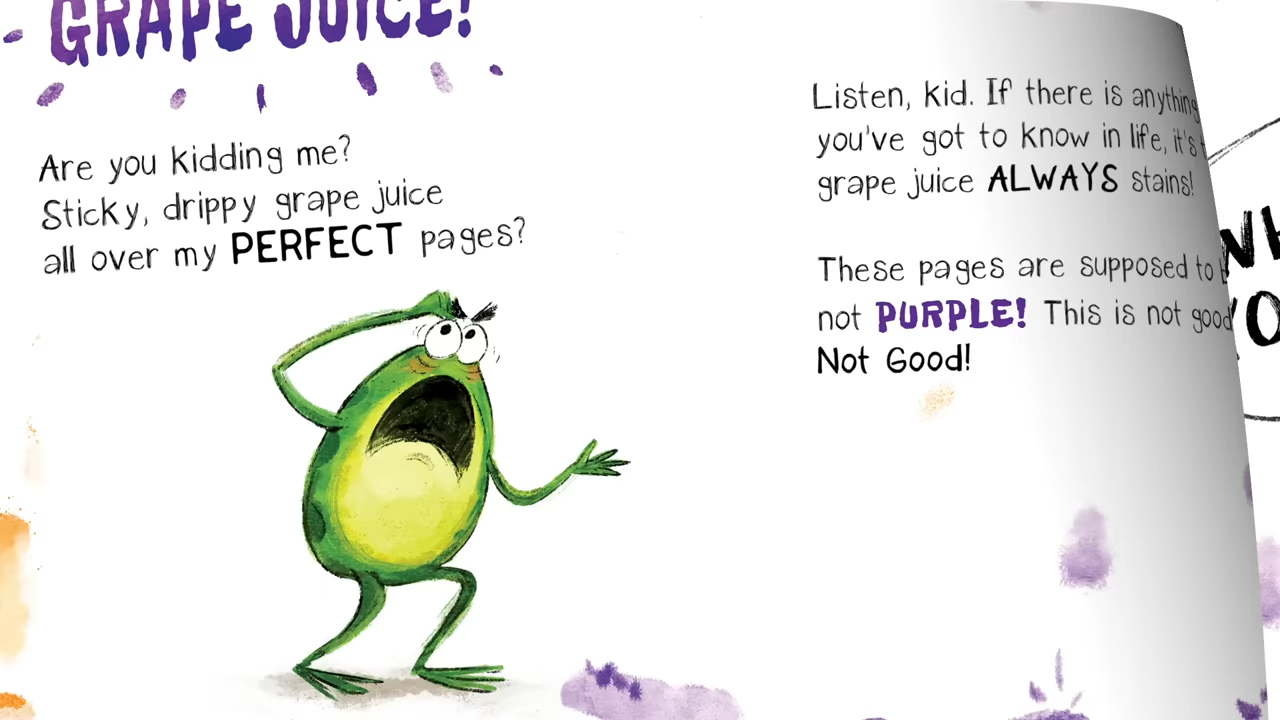 GRAPE JUICE!
Are you kidding me?
Sticky, drippy grape juice
all over my PERFECT pages?
Listen, kid. If there is anything
you've got to know in life, it's
grape juice ALWAYS stains!
These pages are supposed to
not PURPLE! This is not good.
Not Good!